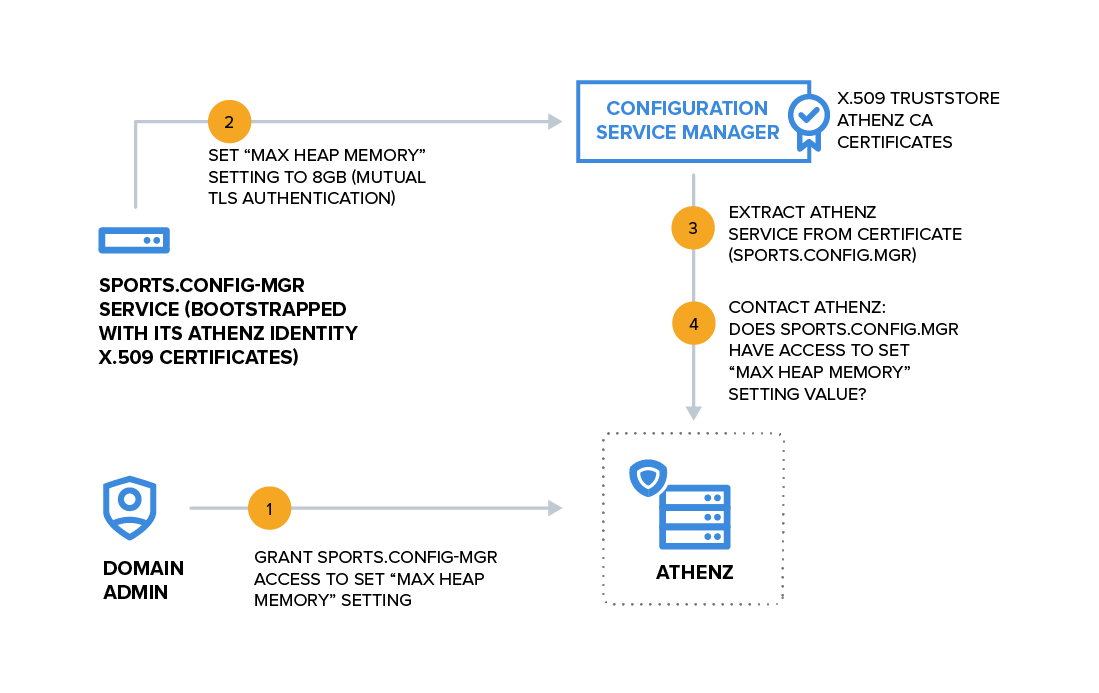 2
SET “MAX HEAP MEMORY”
SETTING TO 8GB (MUTUAL
TLS AUTHENTICATION)
CONFIGURATION
SERVICE MANAGER
X.509 TRUSTSTORE
ATHENZ CA
CERTIFICATES
3
EXTRACT ATHENZ
SERVICE FROM CERTIFICATE
(SPORTS.CONFIG.MGR)
SPORTS.CONFIG-MGR
SERVICE (BOOTSTRAPPED
WITH ITS ATHENZ IDENTITY
X.509 CERTIFICATES)
4
CONTACT ATHENZ:
DOES SPORTS.CONFIG.MGR
HAVE ACCESS TO SET
“MAX HEAP MEMORY”
SETTING VALUE?
DOMAIN
ADMIN
1
GRANT SPORTS.CONFIG-MGR
ACCESS TO SET “MAX HEAP
MEMORY” SETTING
ATHENZ